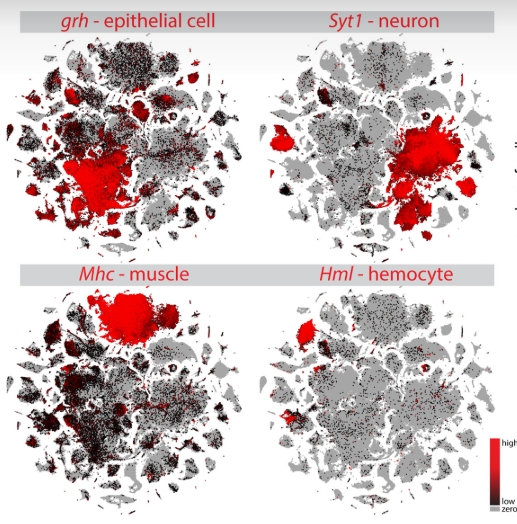 grh - epithelial cell
Syt1 - neuron
Mhc - muscle
Hml - hemocyte
high
low
zero